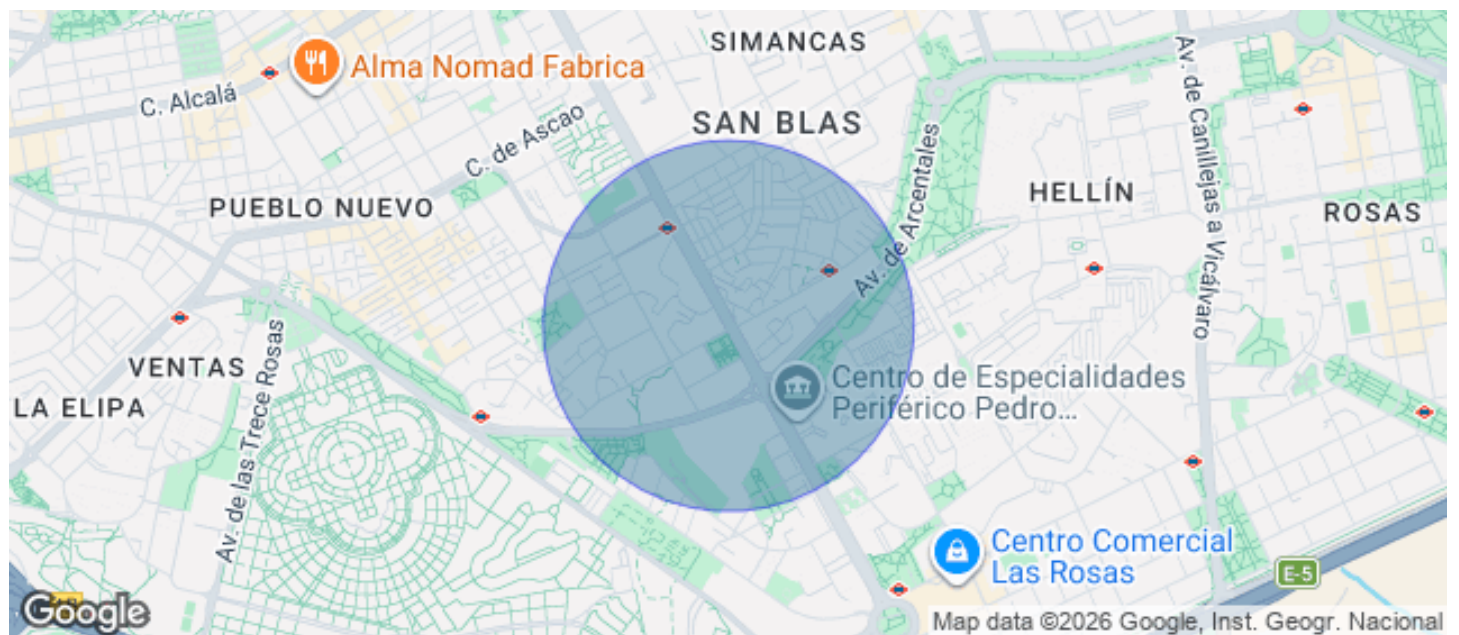 SIMANCAS
Alma Nomad Fabrica
C. Alcalá
SAN BLAS
C. de Ascao
Av. de Canillejas a Vicálvaro
Av. de Arcentales
HELLÍN
PUEBLO NUEVO
ROSAS
VENTAS
Av. de las Trece Rosas
LA ELIPA
Centro de Especialidades
Periférico Pedro...
Centro Comercial
Las Rosas
E-5
Google
Map data ©2026 Google, Inst. Geogr. Nacional